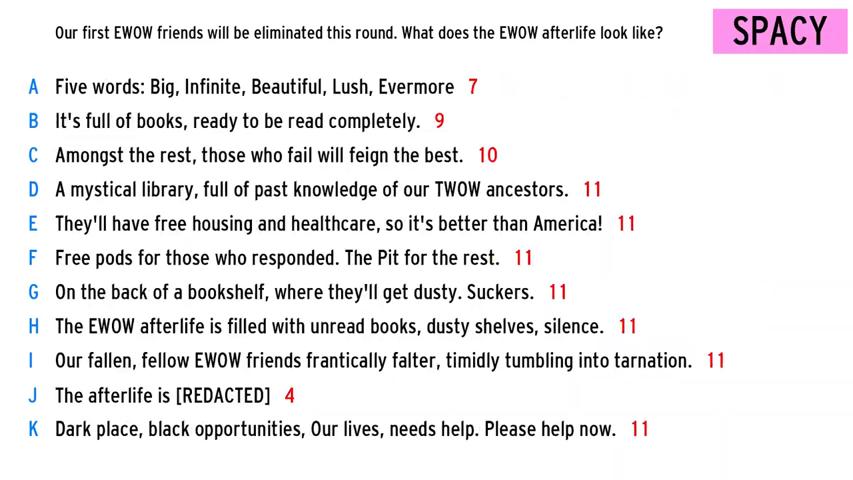 Our first EWOW friends will be eliminated this round. What does the EWOW afterlife look like?
SPACY
A Five words: Big, Infinite, Beautiful, Lush, Evermore 7
B It's full of books, ready to be read completely. 9
C Amongst the rest, those who fail will feign the best. 10
D A mystical library, full of past knowledge of our TWOW ancestors. 11
E They'll have free housing and healthcare, so it's better than America! 11
F Free pods for those who responded. The Pit for the rest. 11
G On the back of a bookshelf, where they'll get dusty. Suckers. 11
H The EWOW afterlife is filled with unread books, dusty shelves, silence. 11
I Our fallen, fellow EWOW friends frantically falter, timidly tumbling into tarnation. 11
J The afterlife is [REDACTED] 4
K Dark place, black opportunities, Our lives, needs help. Please help now. 11